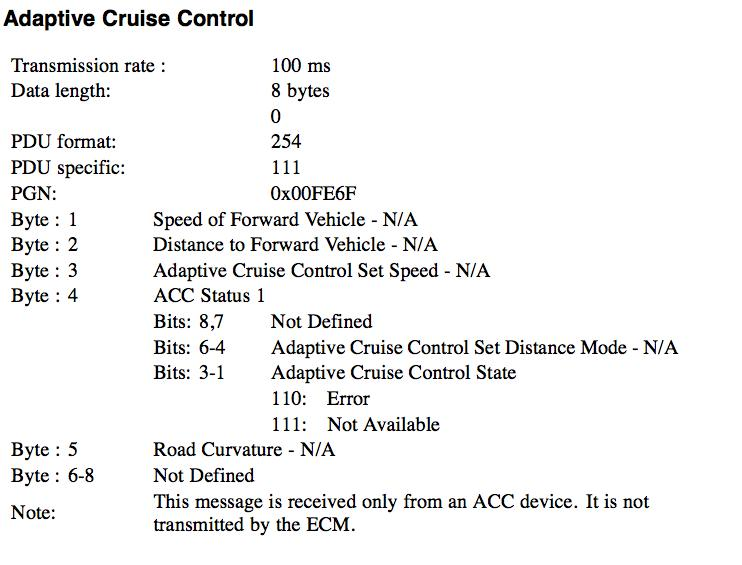 Adaptive Cruise Control
Transmission rate : 100 ms
Data length: 8 bytes
0
PDU format: 254
PDU specific: 111
PGN: 0x00FE6F
Byte : 1 Speed of Forward Vehicle - N/A
Byte : 2 Distance to Forward Vehicle - N/A
Byte : 3 Adaptive Cruise Control Set Speed - N/A
Byte : 4 ACC Status 1
Bits: 8,7 Not Defined
Bits: 6-4 Adaptive Cruise Control Set Distance Mode - N/A
Bits: 3-1 Adaptive Cruise Control State
110: Error
111: Not Available
Byte : 5 Road Curvature - N/A
Byte : 6-8 Not Defined
Note: This message is received only from an ACC device. It is not
transmitted by the ECM.